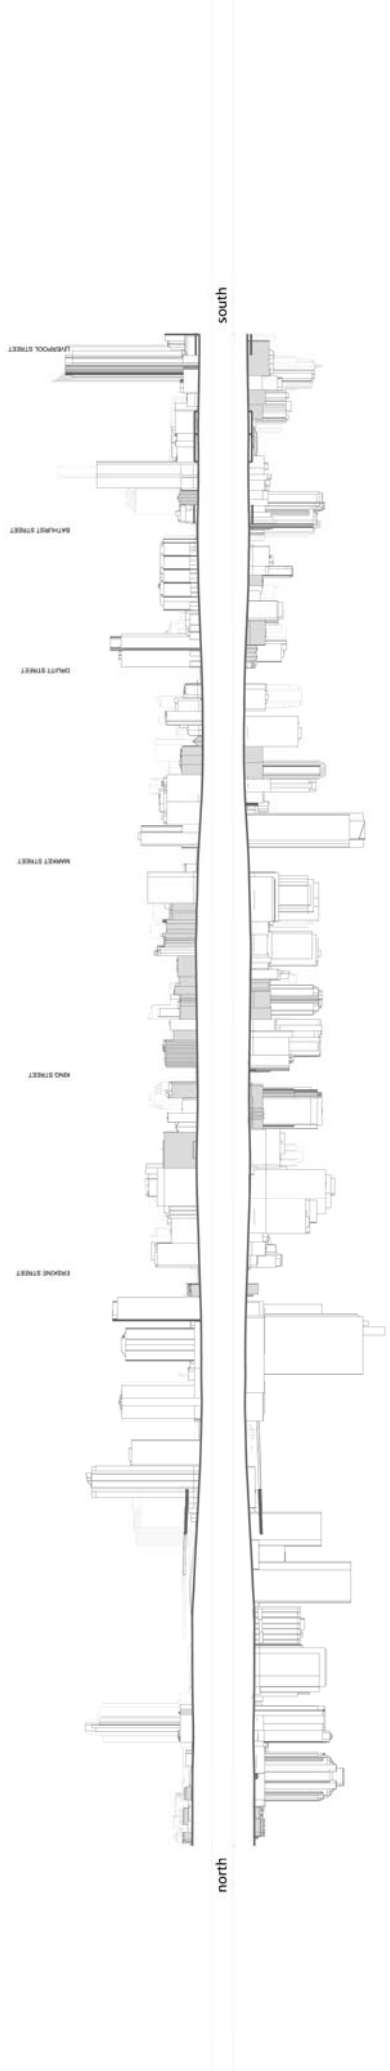 south
LIVERPOOL STREET
BATHURST STREET
DRUITT STREET
MARKET STREET
KING STREET
ERSKINE STREET
north